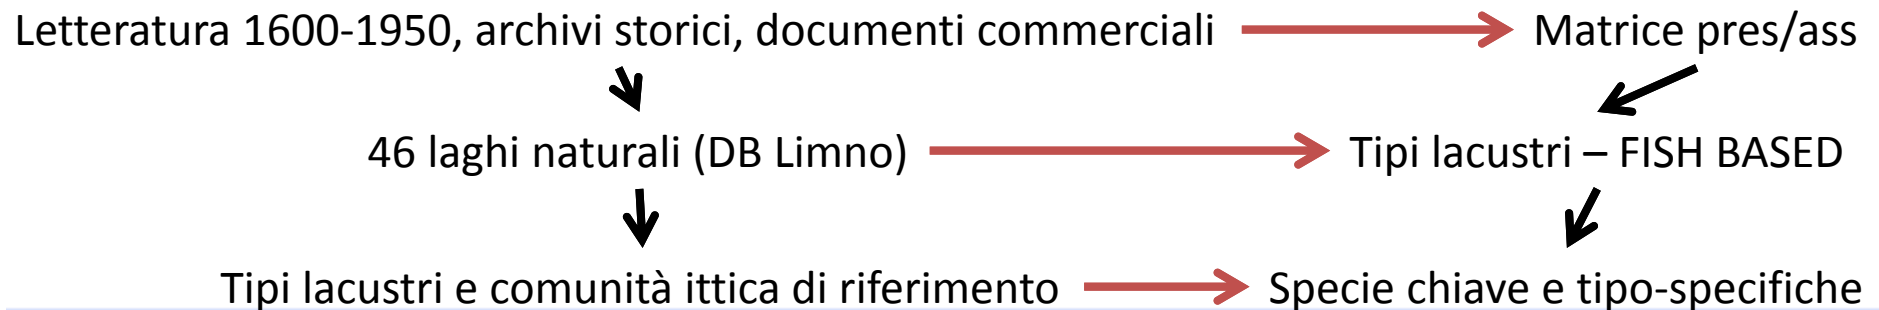 Letteratura 1600-1950, archivi storici, documenti commerciali Matrice pres/ass
46 laghi naturali (DB Limno) Tipi lacustri – FISH BASED
Tipi lacustri e comunità ittica di riferimento Specie chiave e tipo-specifiche